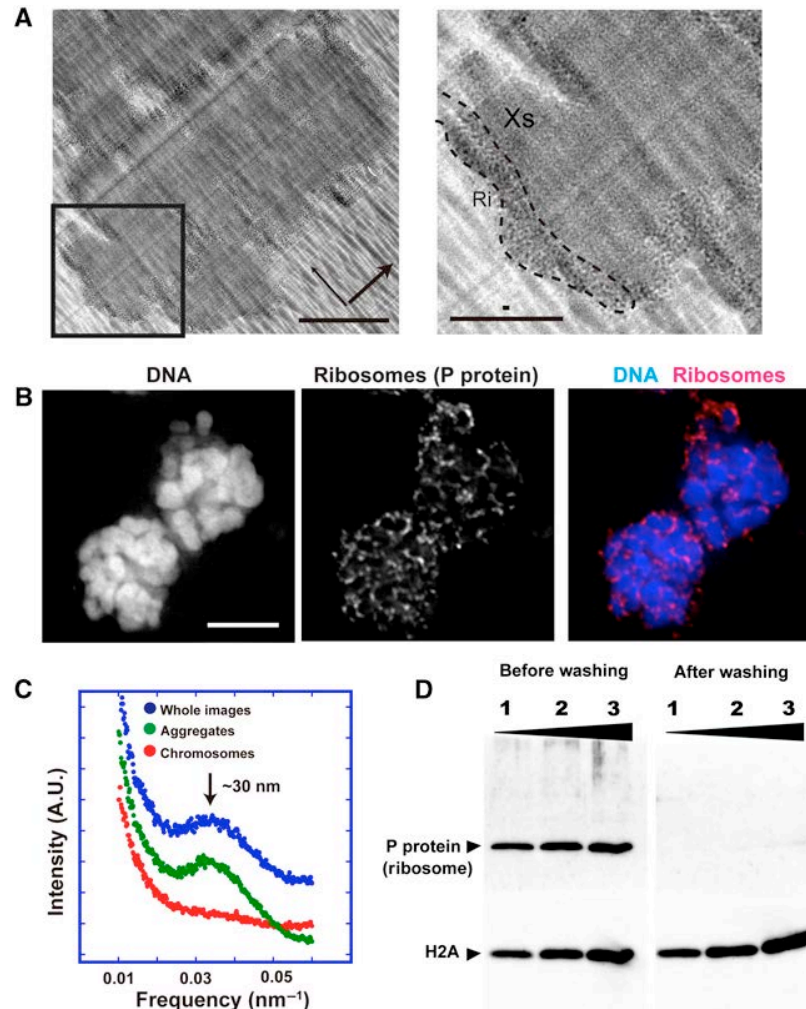 A
Xs
Ri
B
DNA
Ribosomes (P protein)
DNA Ribosomes
C
Whole images
Aggregates
Chromosomes
~30 nm
Intensity (A.U.)
0.01
0.03
0.05
Frequency (nm⁻¹)
D
Before washing
After washing
1 2 3
1 2 3
P protein
(ribosome)
H2A